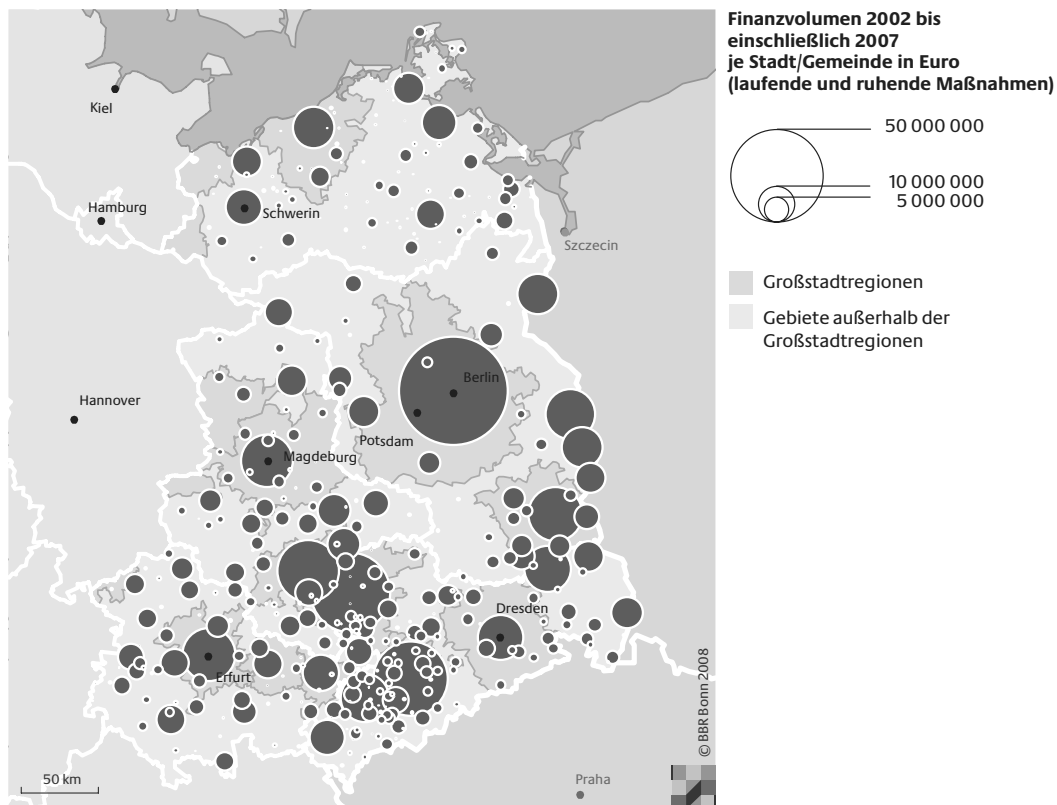 Finanzvolumen 2002 bis
einschließlich 2007
je Stadt/Gemeinde in Euro
(laufende und ruhende Maßnahmen)
50 000 000
10 000 000
5 000 000
Großstadtregionen
Gebiete außerhalb der
Großstadtregionen
Kiel
Hamburg
Schwerin
Szczecin
Hannover
Berlin
Potsdam
Magdeburg
Dresden
Erfurt
© BBR Bonn 2008
50 km
Praha